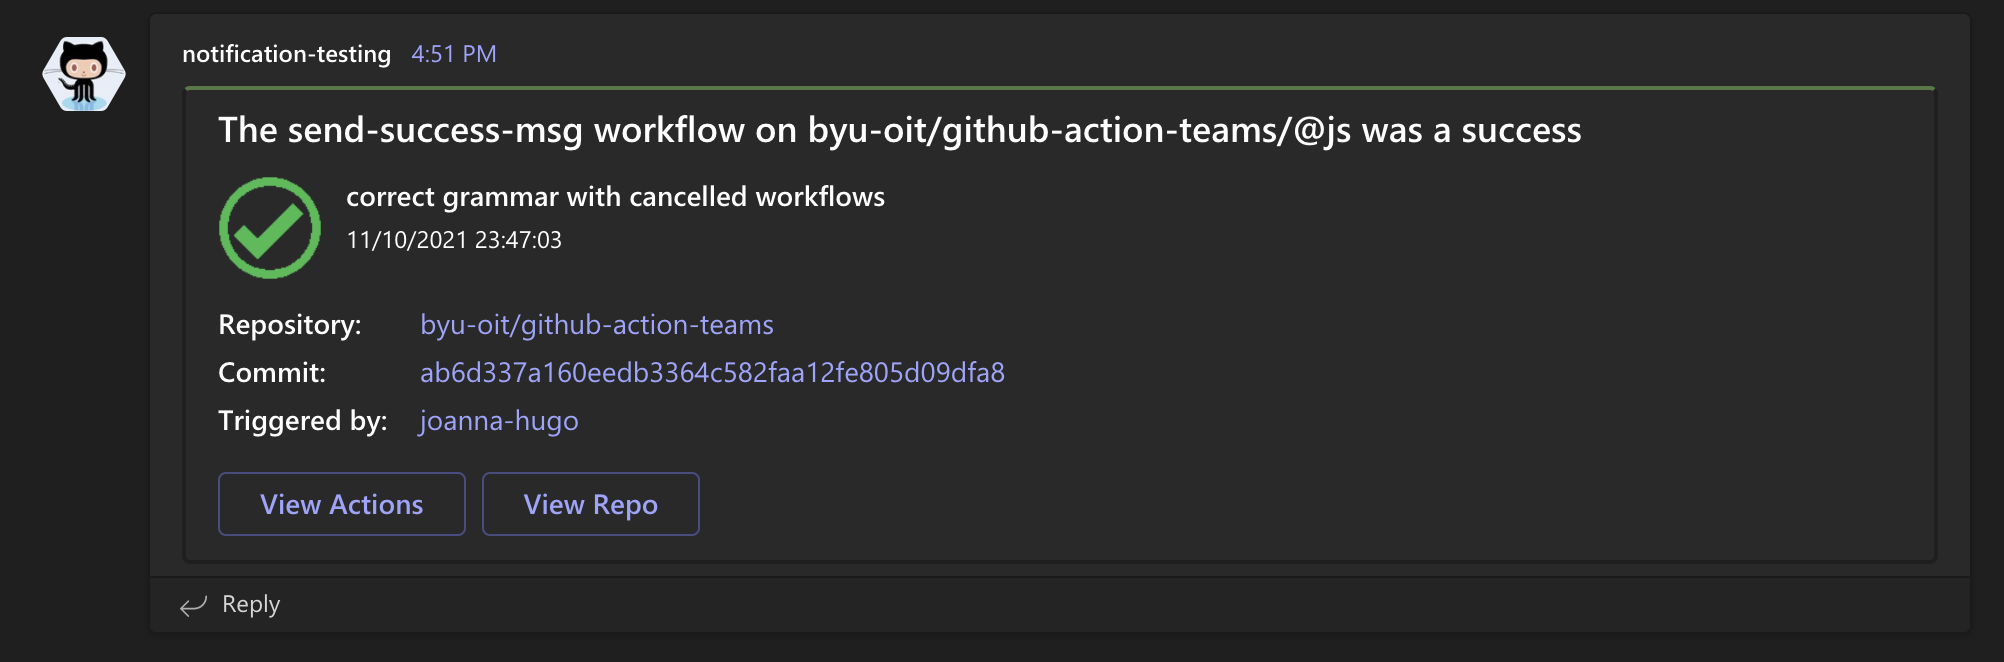 notification-testing 4:51 PM
The send-success-msg workflow on byu-oit/github-action-teams/@js was a success
correct grammar with cancelled workflows
11/10/2021 23:47:03
Repository: byu-oit/github-action-teams
Commit: ab6d337a160eedb3364c582faa12fe805d09dfa8
Triggered by: joanna-hugo
View Actions View Repo
Reply